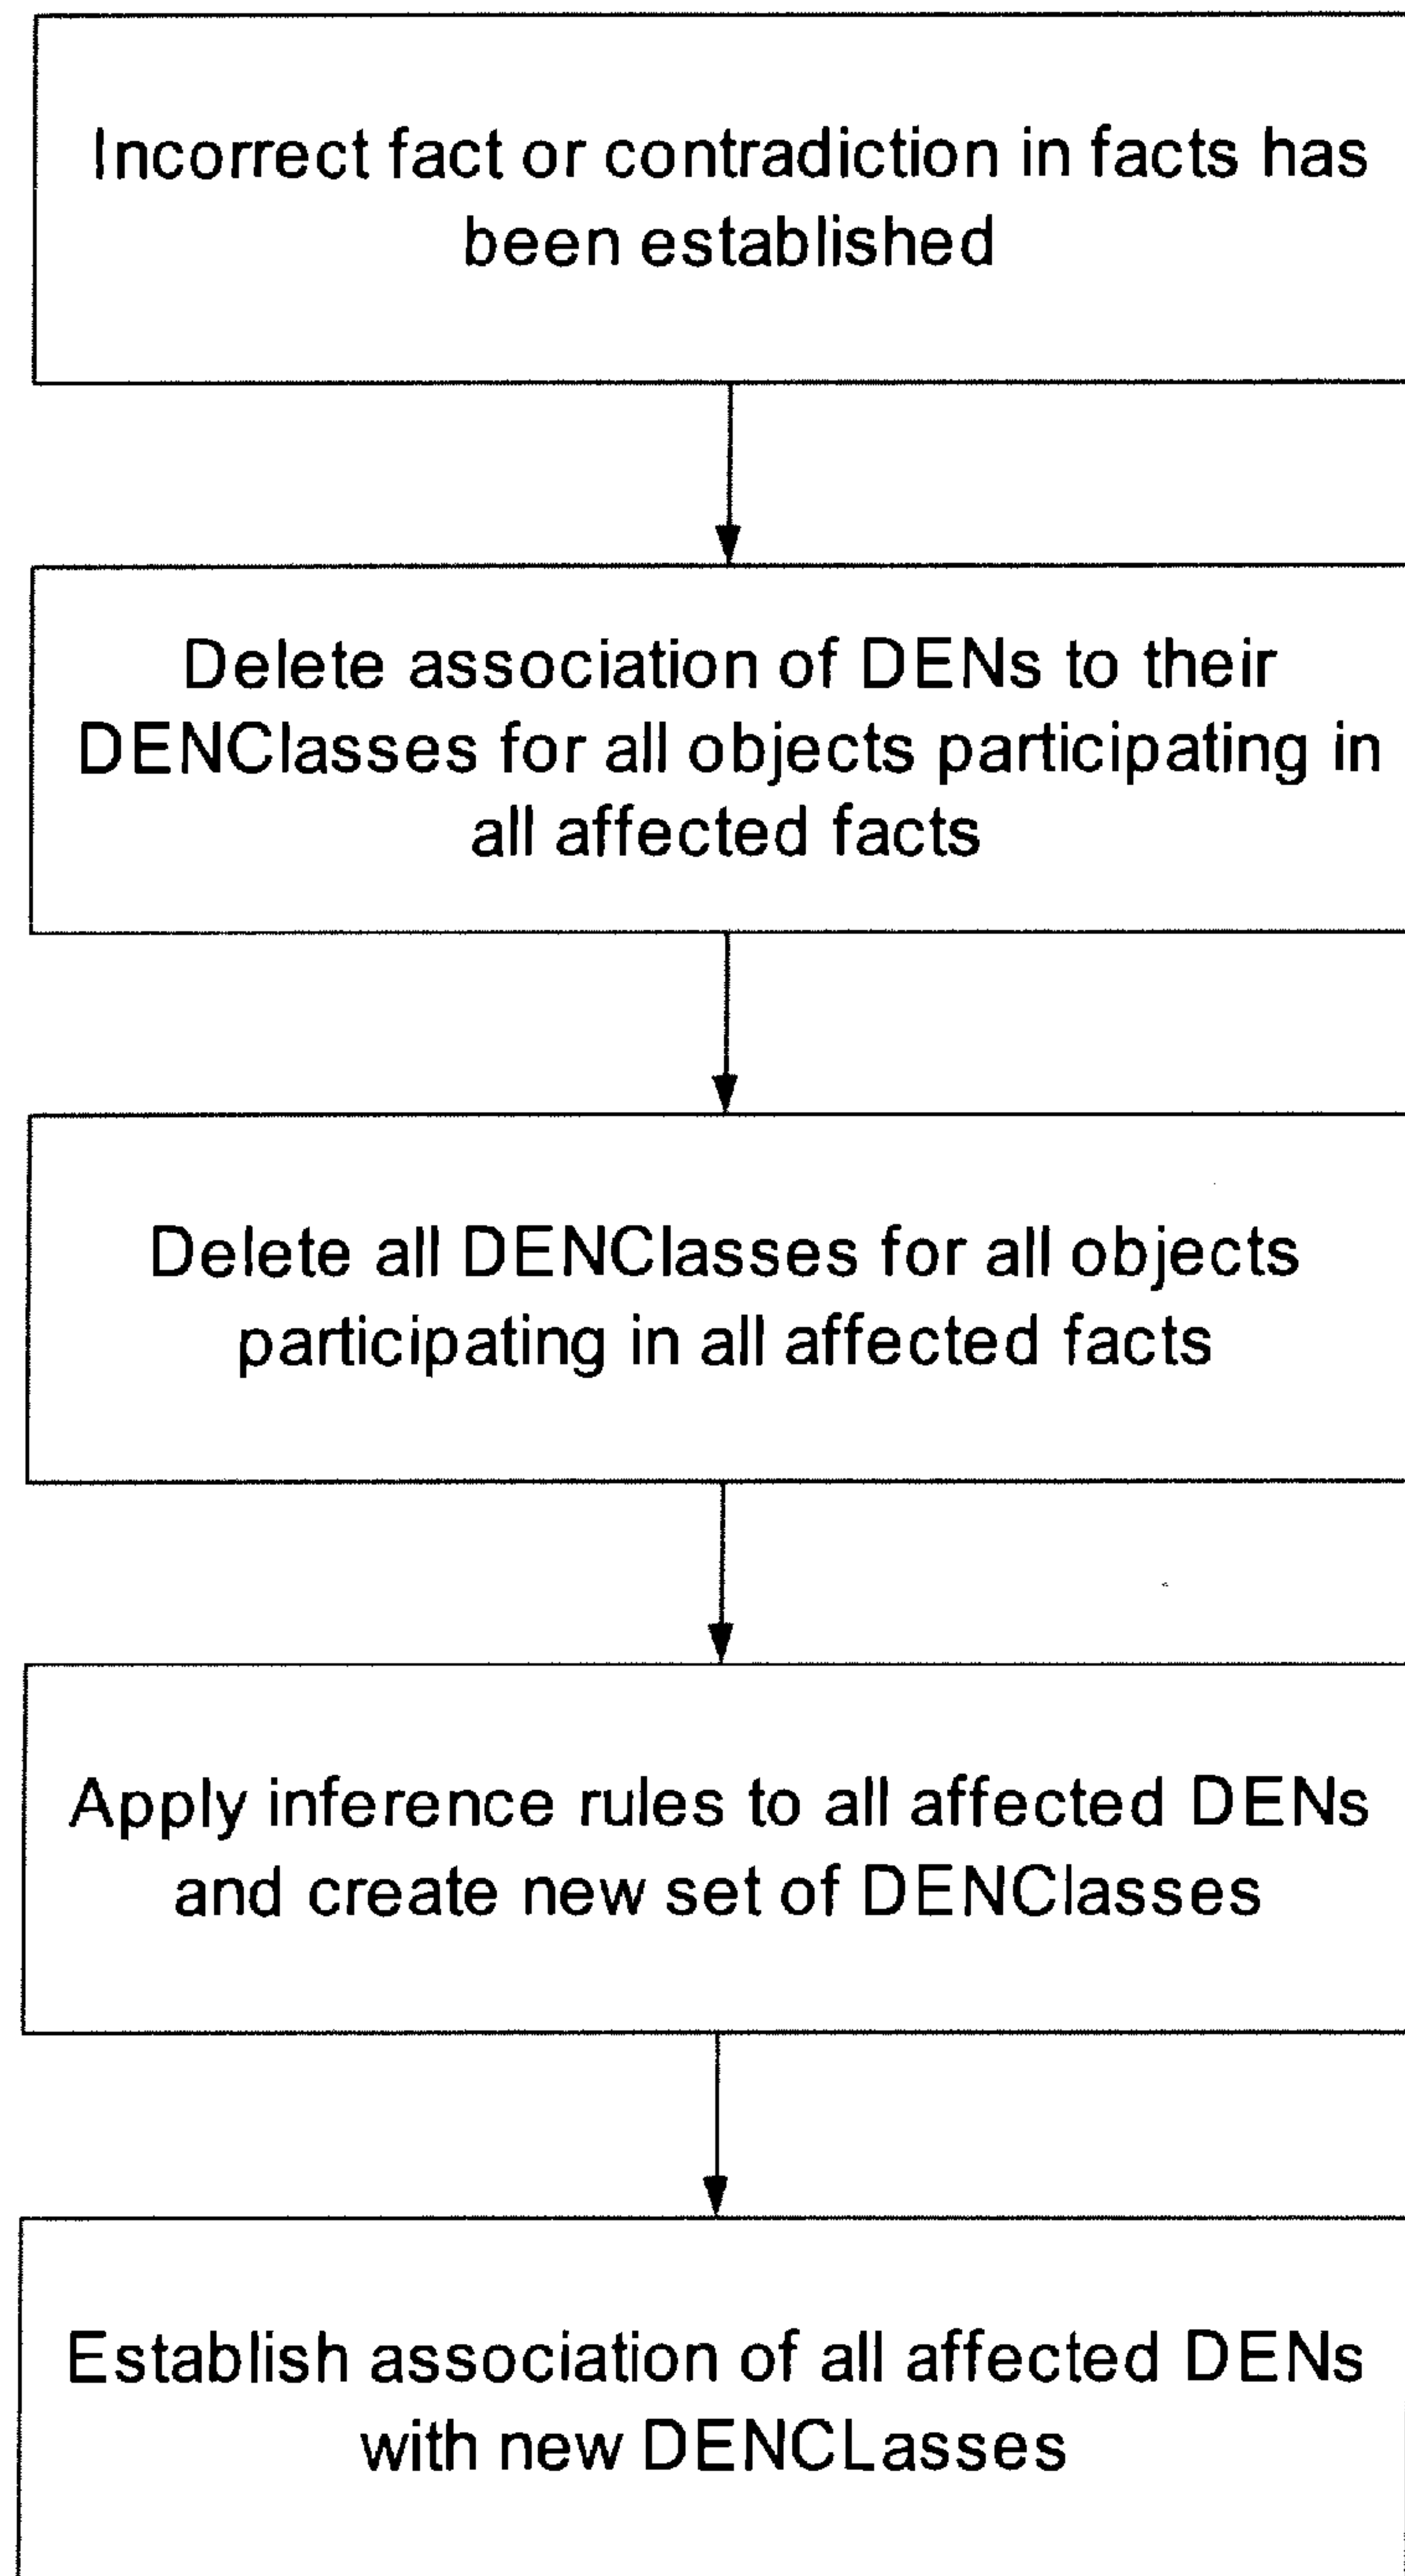 Incorrect fact or contradiction in facts has
been established
Delete association of DENs to their
DENClasses for all objects participating in
all affected facts
Delete all DENClasses for all objects
participating in all affected facts
Apply inference rules to all affected DENs
and create new set of DENClasses
Establish association of all affected DENs
with new DENCLasses